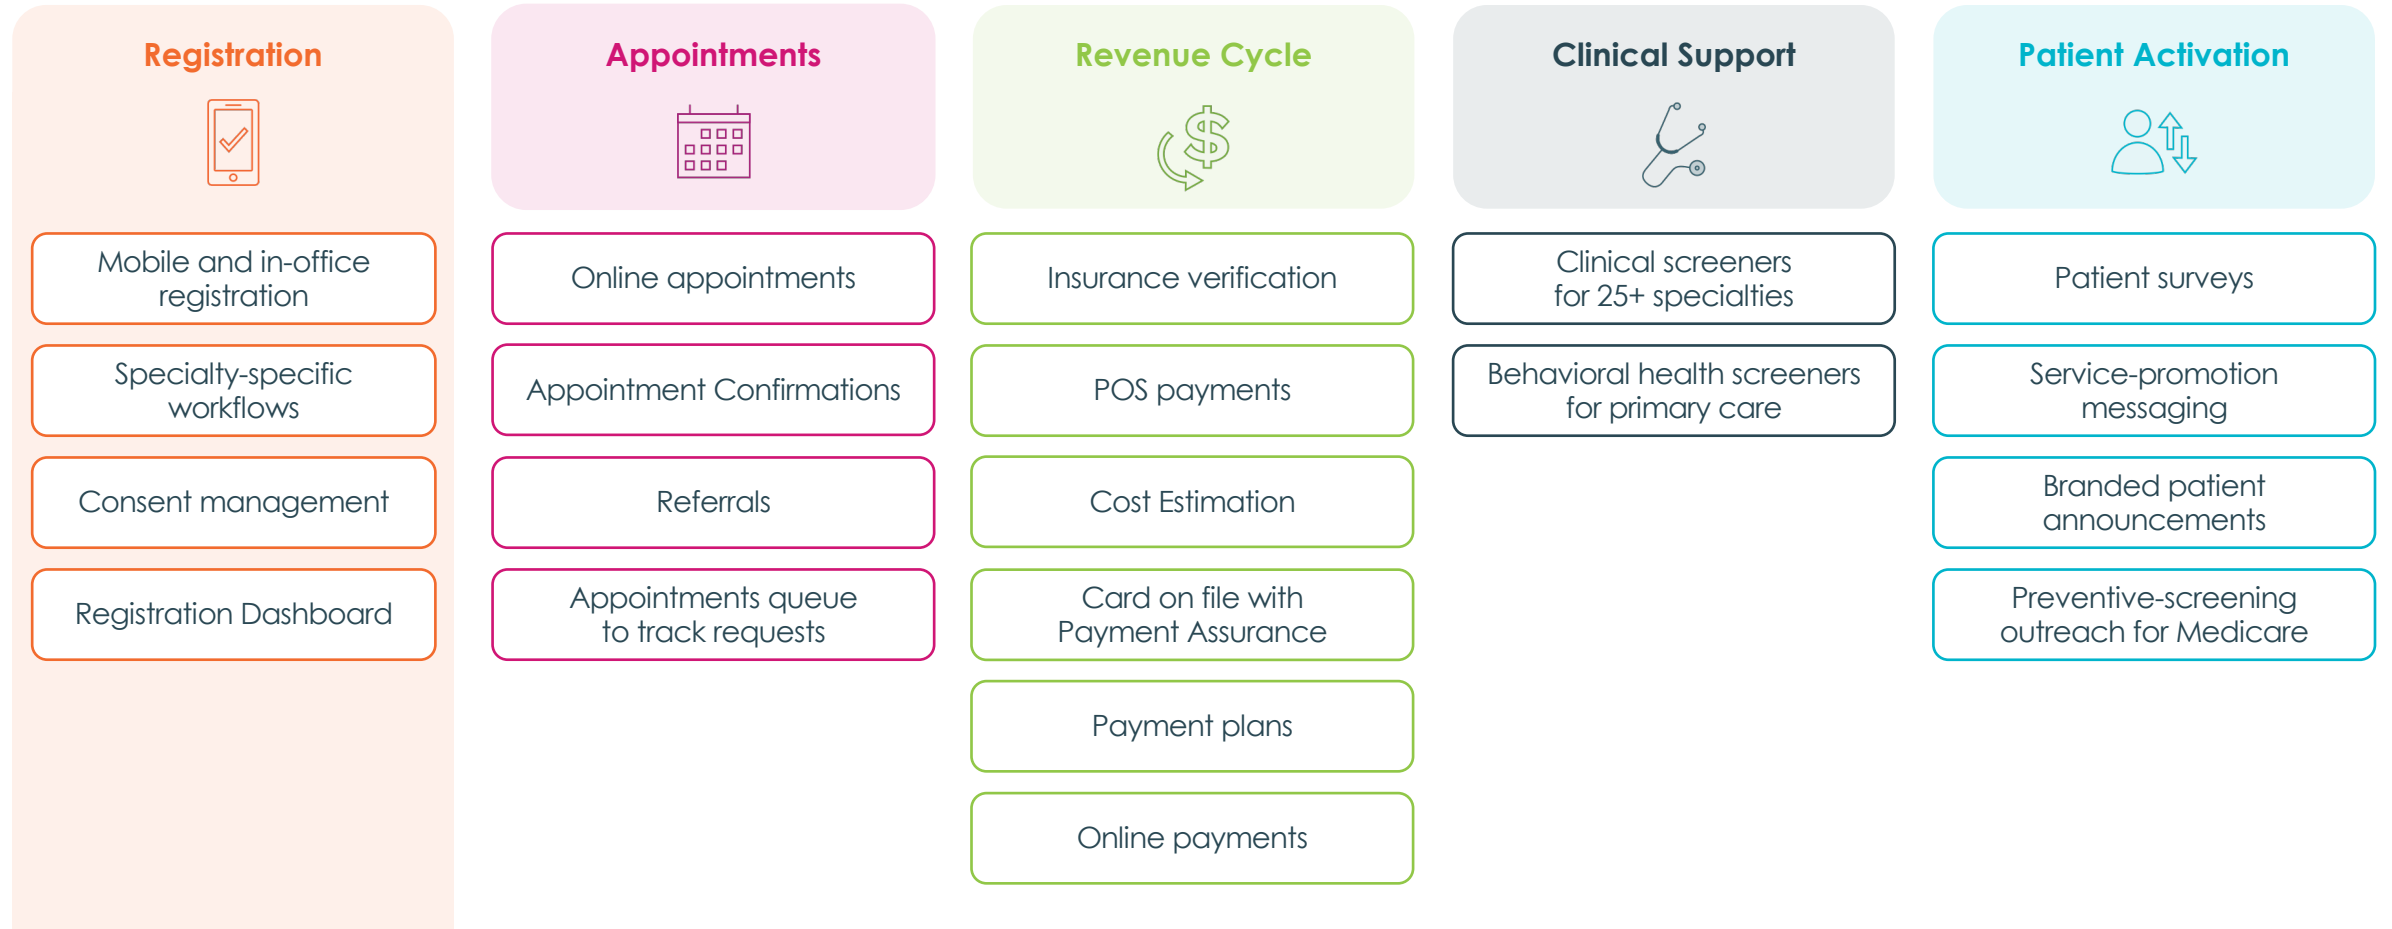 Registration
Mobile and in-office
registration
Specialty-specific
workflows
Consent management
Registration Dashboard
Appointments
Online appointments
Appointment Confirmations
Referrals
Appointments queue
to track requests
Revenue Cycle
Insurance verification
POS payments
Cost Estimation
Card on file with
Payment Assurance
Payment plans
Online payments
Clinical Support
Clinical screeners
for 25+ specialties
Behavioral health screeners
for primary care
Patient Activation
Patient surveys
Service-promotion
messaging
Branded patient
announcements
Preventive-screening
outreach for Medicare